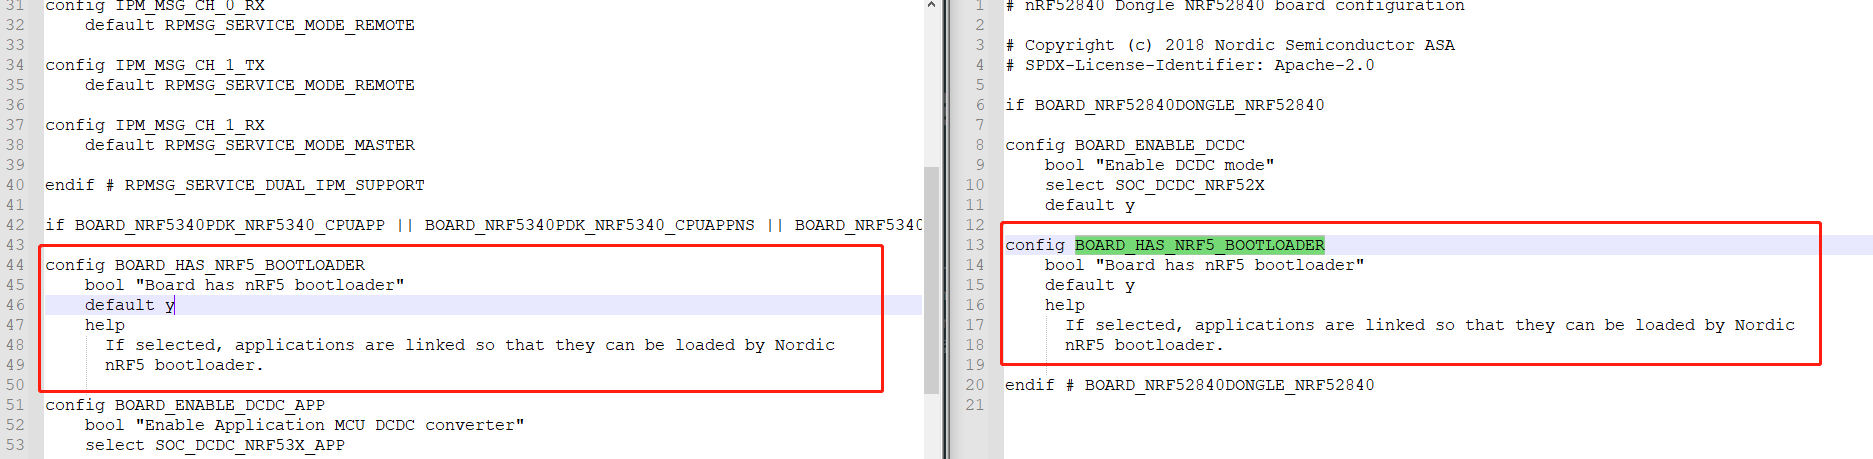 31 config IPM_MSG_CH_0_RX
32 default RPMSG_SERVICE_MODE_REMOTE
33
34 config IPM_MSG_CH_1_TX
35 default RPMSG_SERVICE_MODE_REMOTE
36
37 config IPM_MSG_CH_1_RX
38 default RPMSG_SERVICE_MODE_MASTER
39
40 endif # RPMSG_SERVICE_DUAL_IPM_SUPPORT
41
42 if BOARD_NRF5340PDK_NRF5340_CPUAPP || BOARD_NRF5340PDK_NRF5340_CPUAPPNS || BOARD_NRF5340
43
44 config BOARD_HAS_NRF5_BOOTLOADER
45 bool "Board has nRF5 bootloader"
46 default y
47 help
48 If selected, applications are linked so that they can be loaded by Nordic
49 nRF5 bootloader.
50
51 config BOARD_ENABLE_DCDC_APP
52 bool "Enable Application MCU DCDC converter"
53 select SOC_DCDC_NRF53X_APP
1 # nRF52840 Dongle NRF52840 board configuration
2
3 # Copyright (c) 2018 Nordic Semiconductor ASA
4 # SPDX-License-Identifier: Apache-2.0
5
6 if BOARD_NRF52840DONGLE_NRF52840
7
8 config BOARD_ENABLE_DCDC
9 bool "Enable DCDC mode"
10 select SOC_DCDC_NRF52X
11 default y
12
13 config BOARD_HAS_NRF5_BOOTLOADER
14 bool "Board has nRF5 bootloader"
15 default y
16 help
17 If selected, applications are linked so that they can be loaded by Nordic
18 nRF5 bootloader.
19
20 endif # BOARD_NRF52840DONGLE_NRF52840
21